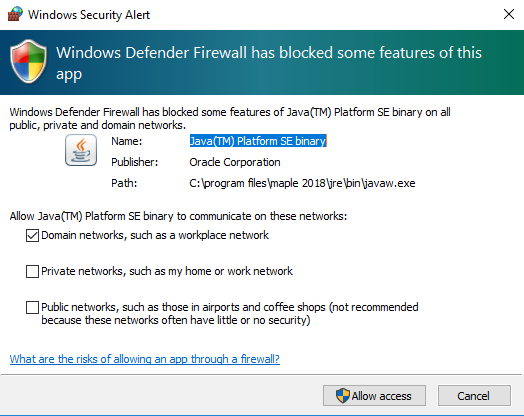 Windows Security Alert
Windows Defender Firewall has blocked some features of this
app
Windows Defender Firewall has blocked some features of Java(TM) Platform SE binary on all
public, private and domain networks.
Name: Java(TM) Platform SE binary
Publisher: Oracle Corporation
Path: C:\program files\maple 2018\jre\bin\javaw.exe
Allow Java(TM) Platform SE binary to communicate on these networks:
Domain networks, such as a workplace network
Private networks, such as my home or work network
Public networks, such as those in airports and coffee shops (not recommended
because these networks often have little or no security)
What are the risks of allowing an app through a firewall?
Allow access Cancel